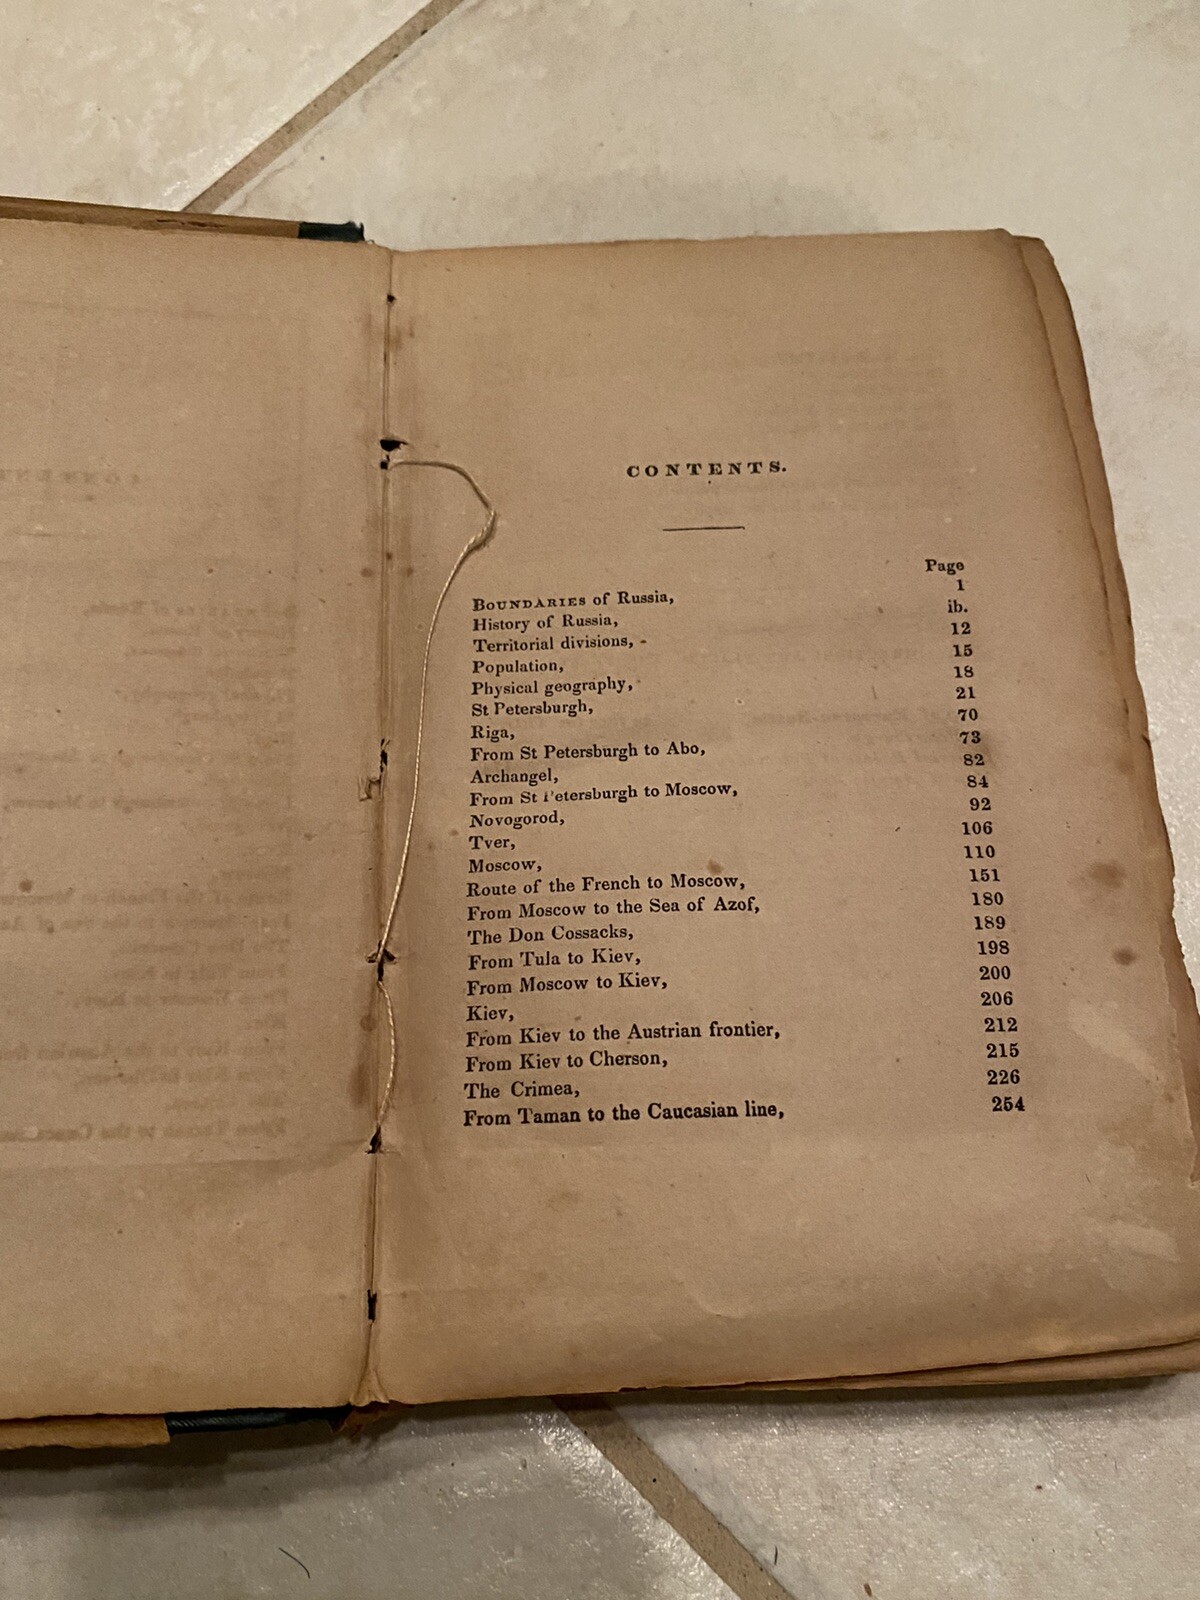 CONTENTS.
Page
BOUNDARIES of Russia, 1
History of Russia, ib.
Territorial divisions, - 12
Population, 15
Physical geography, 18
St Petersburgh, 21
Riga, 70
From St Petersburgh to Abo, 73
Archangel, 82
From St Petersburgh to Moscow, 84
Novogorod, 92
Tver, 106
Moscow, 110
Route of the French to Moscow, 151
From Moscow to the Sea of Azof, 180
The Don Cossacks, 189
From Tula to Kiev, 198
From Moscow to Kiev, 200
Kiev, 206
From Kiev to the Austrian frontier, 212
From Kiev to Cherson, 215
The Crimea, 226
From Taman to the Caucasian line, 254